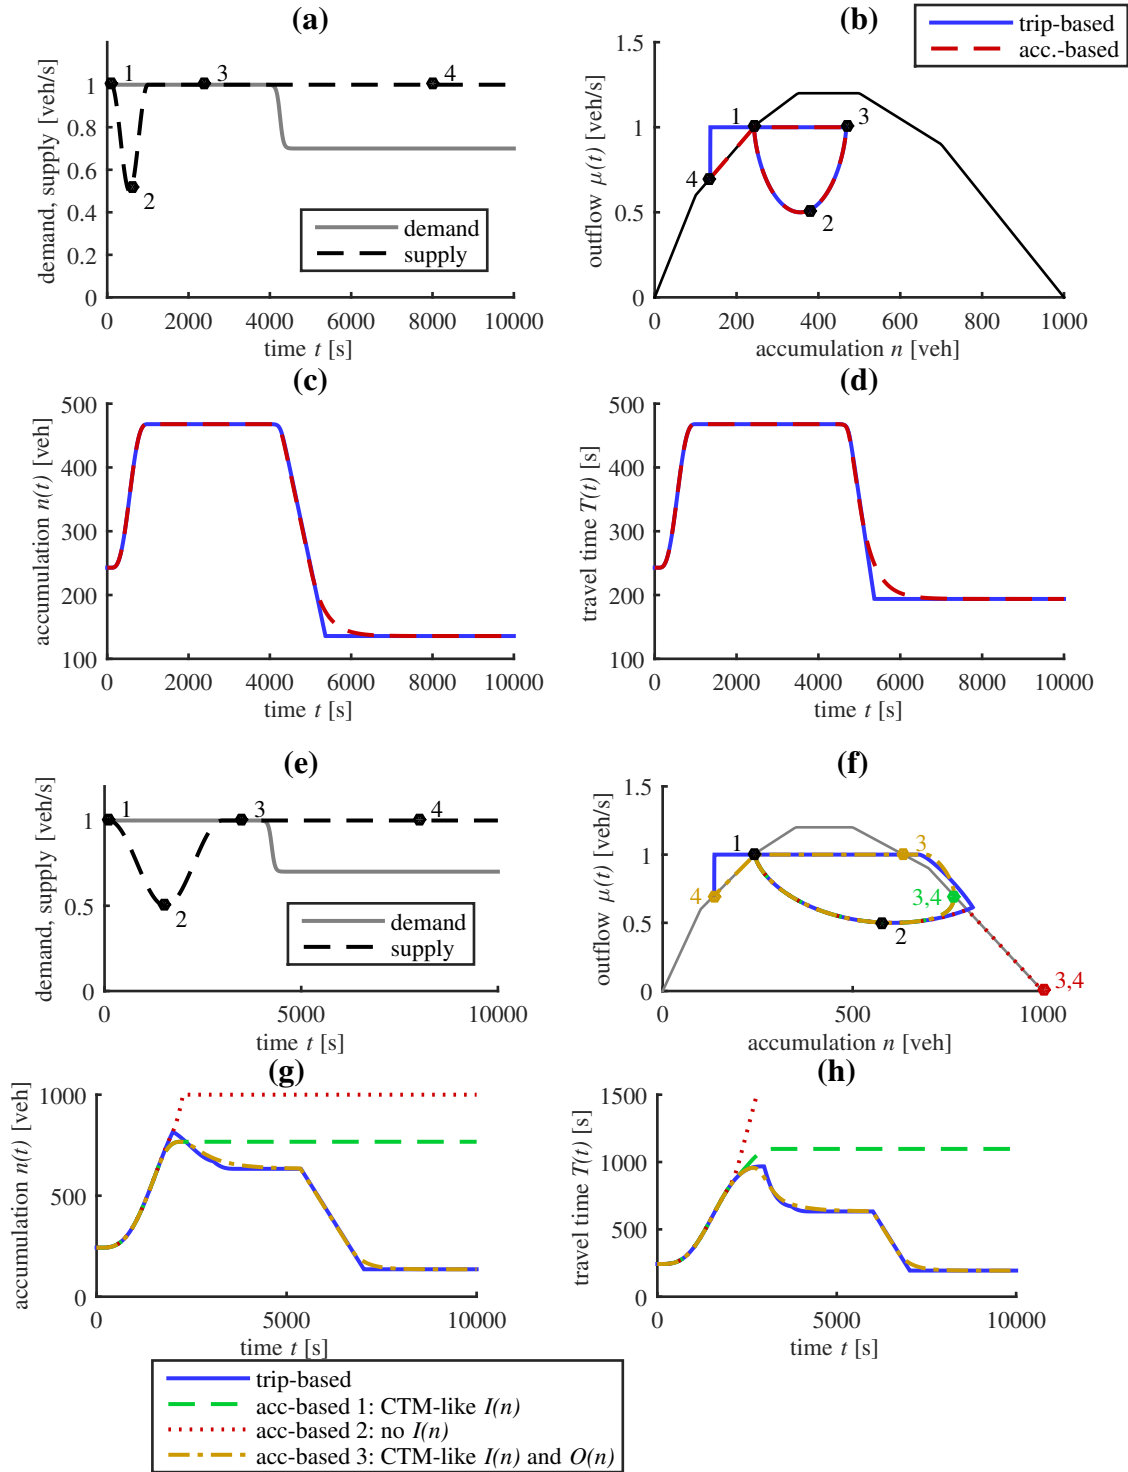 (a)
demand, supply [veh/s]
1
0.8
0.6
0.4
0.2
0
1
2
3
4
demand
supply
0 2000 4000 6000 8000 10000
time t [s]
(b)
trip-based
acc.-based
outflow μ(t) [veh/s]
1.5
1
0.5
0
1
3
4
2
0 200 400 600 800 1000
accumulation n [veh]
(c)
accumulation n(t) [veh]
500
400
300
200
100
0 2000 4000 6000 8000 10000
time t [s]
(d)
travel time T(t) [s]
500
400
300
200
100
0 2000 4000 6000 8000 10000
time t [s]
(e)
demand, supply [veh/s]
1
0.5
0
1
2
3
4
demand
supply
0 5000 10000
time t [s]
(f)
outflow μ(t) [veh/s]
1.5
1
0.5
0
1
3
4
3,4
2
3,4
0 500 1000
accumulation n [veh]
(g)
accumulation n(t) [veh]
1000
500
0
0 5000 10000
time t [s]
(h)
travel time T(t) [s]
1500
1000
500
0
0 5000 10000
time t [s]
trip-based
acc-based 1: CTM-like I(n)
acc-based 2: no I(n)
acc-based 3: CTM-like I(n) and O(n)